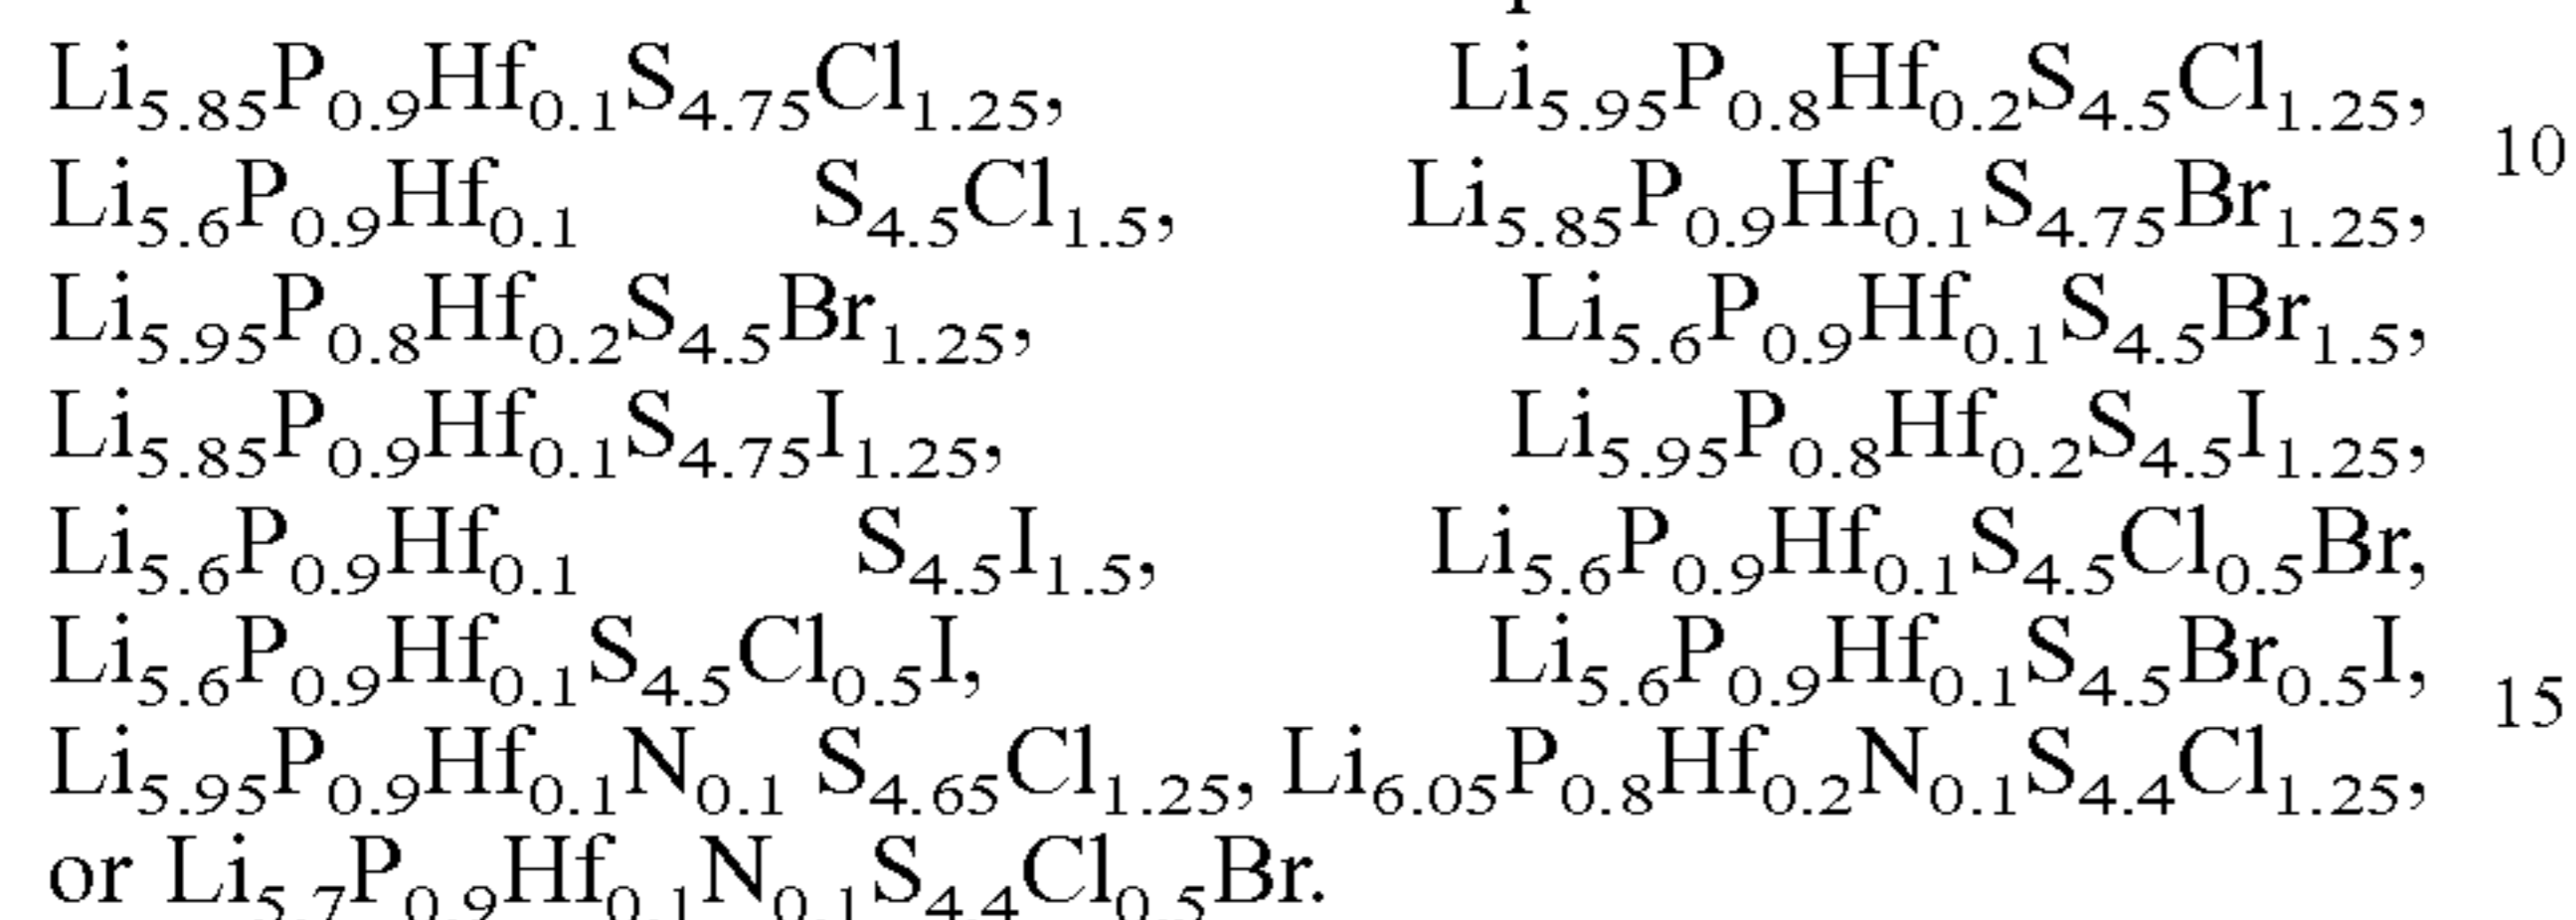 Li5.85P0.9Hf0.1S4.75Cl1.25, Li5.95P0.8Hf0.2S4.5Cl1.25,
10
Li5.6P0.9Hf0.1 S4.5Cl1.5, Li5.85P0.9Hf0.1S4.75Br1.25,
Li5.95P0.8Hf0.2S4.5Br1.25, Li5.6P0.9Hf0.1S4.5Br1.5,
Li5.85P0.9Hf0.1S4.75I1.25, Li5.95P0.8Hf0.2S4.5I1.25,
Li5.6P0.9Hf0.1 S4.5I1.5, Li5.6P0.9Hf0.1S4.5Cl0.5Br,
Li5.6P0.9Hf0.1S4.5Cl0.5I, Li5.6P0.9Hf0.1S4.5Br0.5I,
15
Li5.95P0.9Hf0.1N0.1 S4.65Cl1.25, Li6.05P0.8Hf0.2N0.1S4.4Cl1.25,
or Li5.7P0.9Hf0.1N0.1S4.4Cl0.5Br.